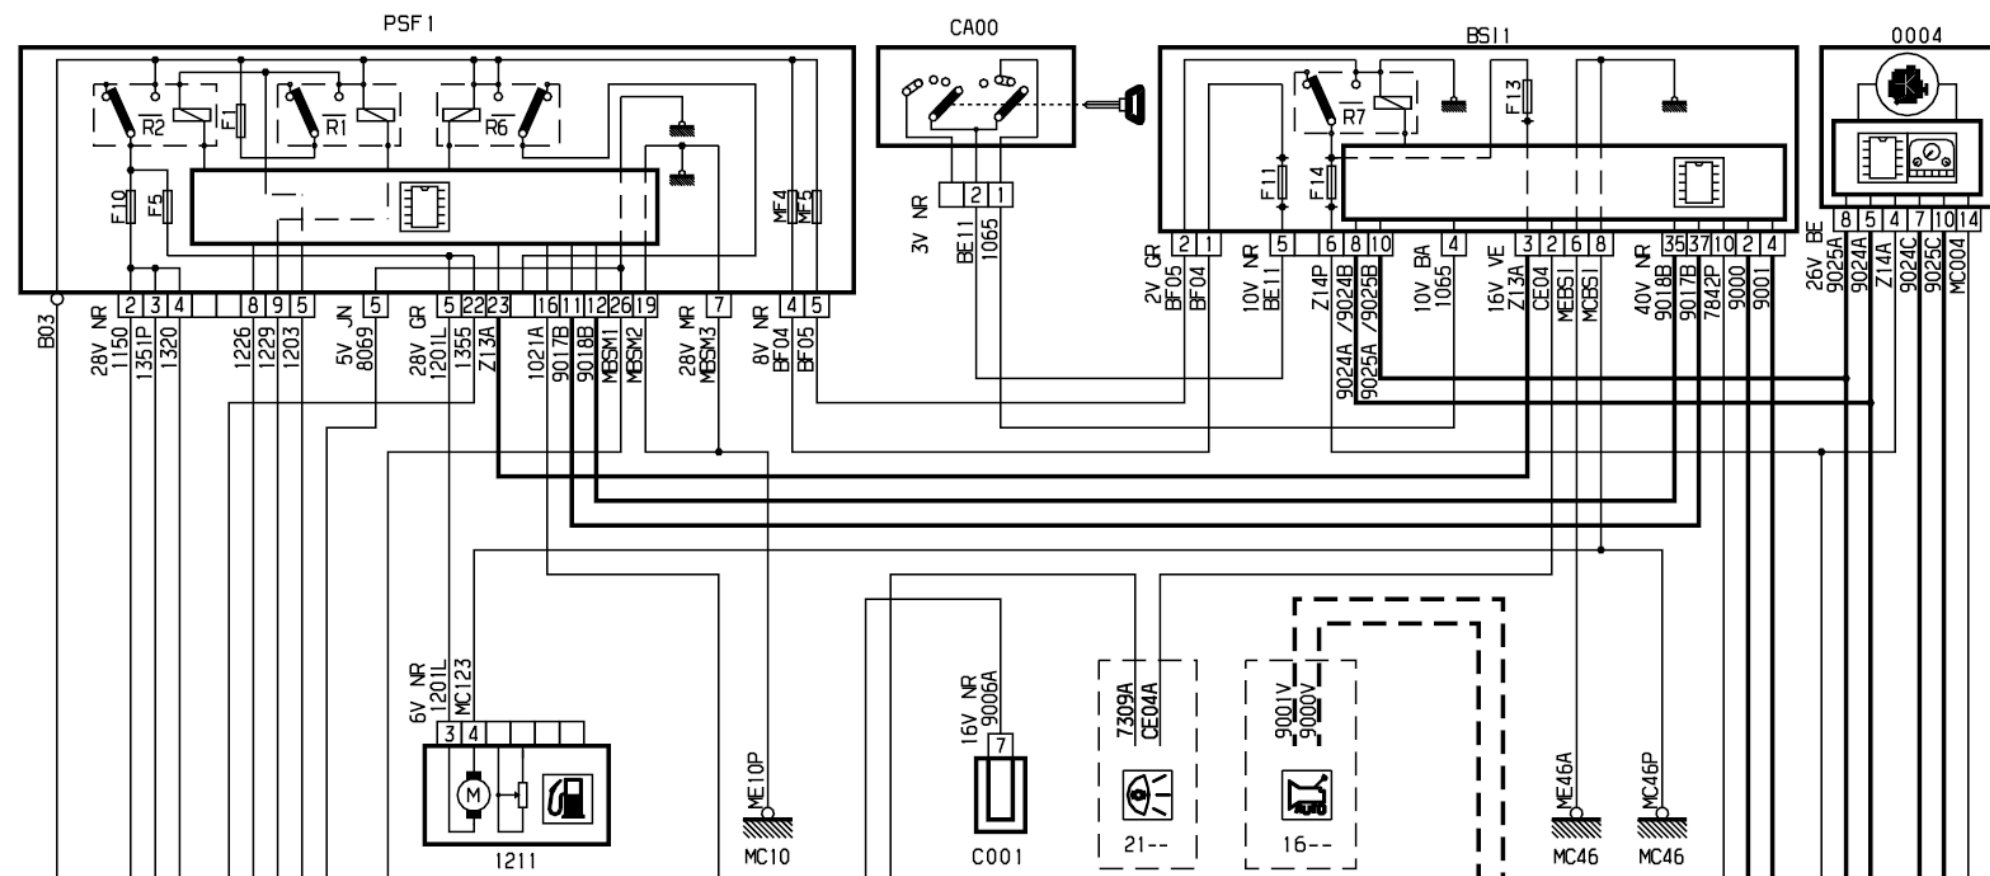 PSF1
CA00
BSI1
0004
R2
F1
R1
R6
R7
F13
F10
F5
MF4
MF5
F11
F14
K
3V NR
2 1
BE11
1065
B03
28V NR
2 3 4 8 9 5
1150
1351P
1320
1226
1229
1203
5V JN
5
8069
28V GR
5 22 23 16 11 12 26 19
1201L
1355
Z13A
1021A
9017B
9018B
MBSM1
MBSM2
28V MR
7
MBSM3
8V NR
4 5
BF04
BF05
2V GR
2 1
BF05
BF04
10V NR
5 6 8 10
BE11
Z14P
9024A /9024B
9025A /9025B
10V BA
4
1065
16V VE
3 2 6 8
Z13A
CE04
MEBSI
MCBSI
40V NR
35 37 10 2 4
9018B
9017B
7842P
9000
9001
26V BE
8 5 4 7 10 14
9025A
9024A
Z14A
9024C
9025C
MC004
6V NR
1201L
MC123
3 4
M
1211
ME10P
MC10
16V NR
9006A
7
C001
7309A
CE04A
21--
9001V
9000V
AUTO
16--
ME46A
MC46
MC46P
MC46